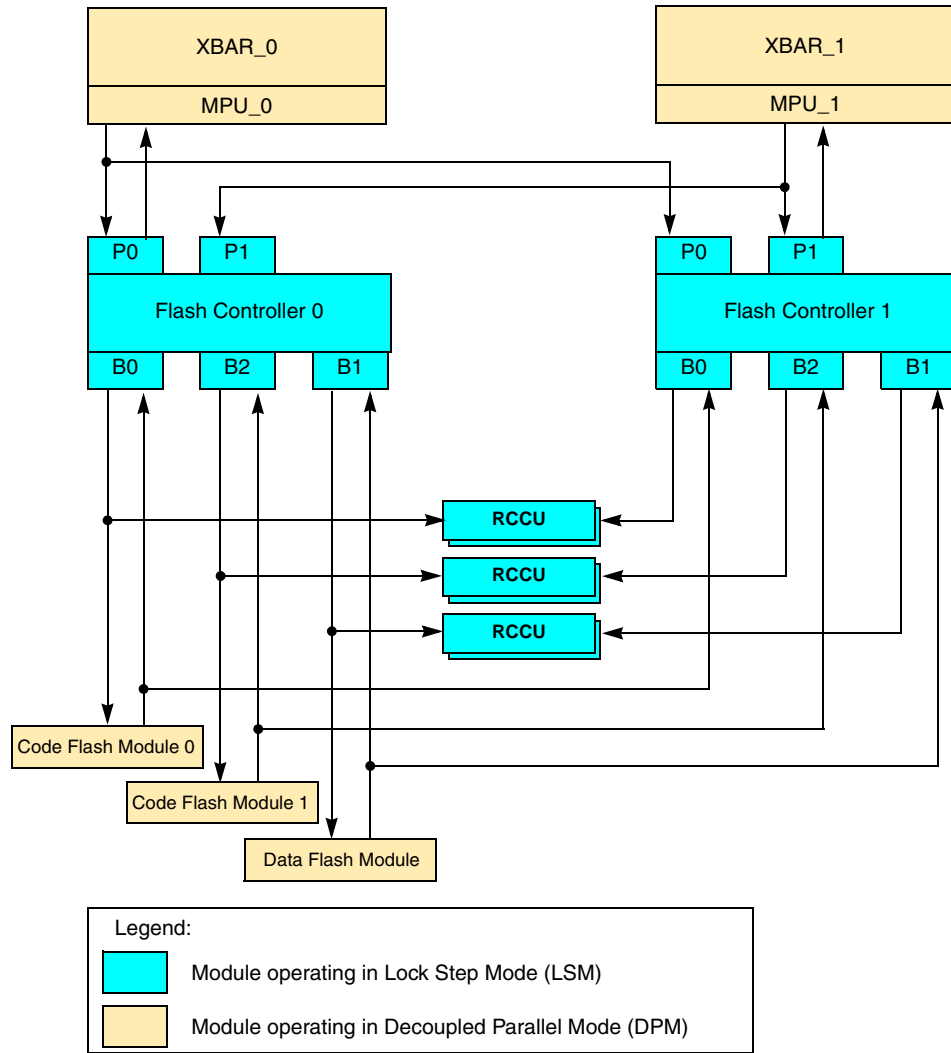 XBAR_0
XBAR_1
MPU_0
MPU_1
P0
P1
P0
P1
Flash Controller 0
Flash Controller 1
B0
B2
B1
B0
B2
B1
RCCU
RCCU
RCCU
Code Flash Module 0
Code Flash Module 1
Data Flash Module
Legend:
Module operating in Lock Step Mode (LSM)
Module operating in Decoupled Parallel Mode (DPM)